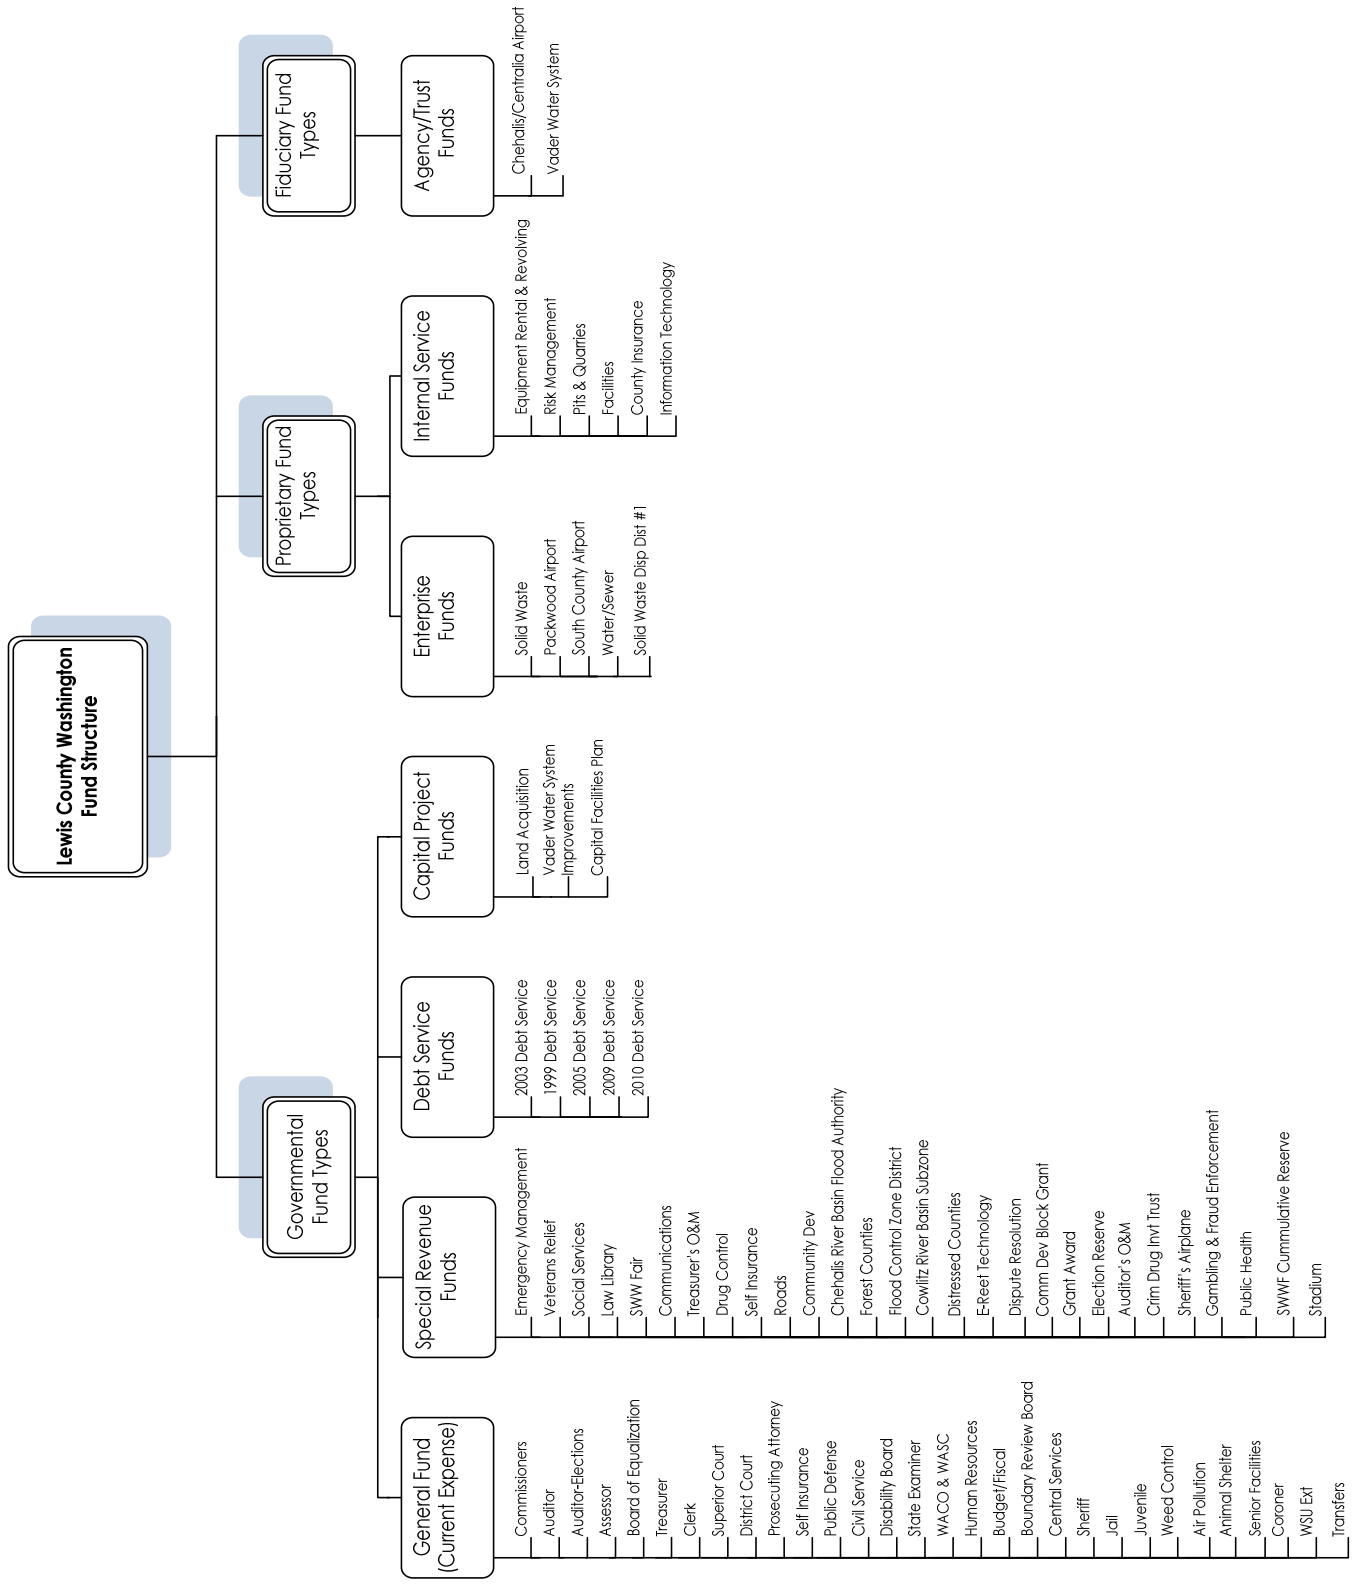 Lewis County Washington
Fund Structure
Governmental
Fund Types
General Fund
(Current Expense)
Commissioners
Auditor
Auditor-Elections
Assessor
Board of Equalization
Treasurer
Clerk
Superior Court
District Court
Prosecuting Attorney
Self Insurance
Public Defense
Civil Service
Disability Board
State Examiner
WACO & WASC
Human Resources
Budget/Fiscal
Boundary Review Board
Central Services
Sheriff
Jail
Juvenile
Weed Control
Air Pollution
Animal Shelter
Senior Facilities
Coroner
WSU Ext
Transfers
Special Revenue
Funds
Emergency Management
Veterans Relief
Social Services
Law Library
SWW Fair
Communications
Treasurer's O&M
Drug Control
Self Insurance
Roads
Community Dev
Chehalis River Basin Flood Authority
Forest Counties
Flood Control Zone District
Cowlitz River Basin Subzone
Distressed Counties
E-Reet Technology
Dispute Resolution
Comm Dev Block Grant
Grant Award
Election Reserve
Auditor's O&M
Crim Drug Invt Trust
Sheriff's Airplane
Gambling & Fraud Enforcement
Public Health
SWWF Cummulative Reserve
Stadium
Debt Service
Funds
2003 Debt Service
1999 Debt Service
2005 Debt Service
2009 Debt Service
2010 Debt Service
Capital Project
Funds
Land Acquisition
Vader Water System
Improvements
Capital Facilities Plan
Proprietary Fund
Types
Enterprise
Funds
Solid Waste
Packwood Airport
South County Airport
Water/Sewer
Solid Waste Disp Dist #1
Internal Service
Funds
Equipment Rental & Revolving
Risk Management
Pits & Quarries
Facilities
County Insurance
Information Technology
Fiduciary Fund
Types
Agency/Trust
Funds
Chehalis/Centralia Airport
Vader Water System